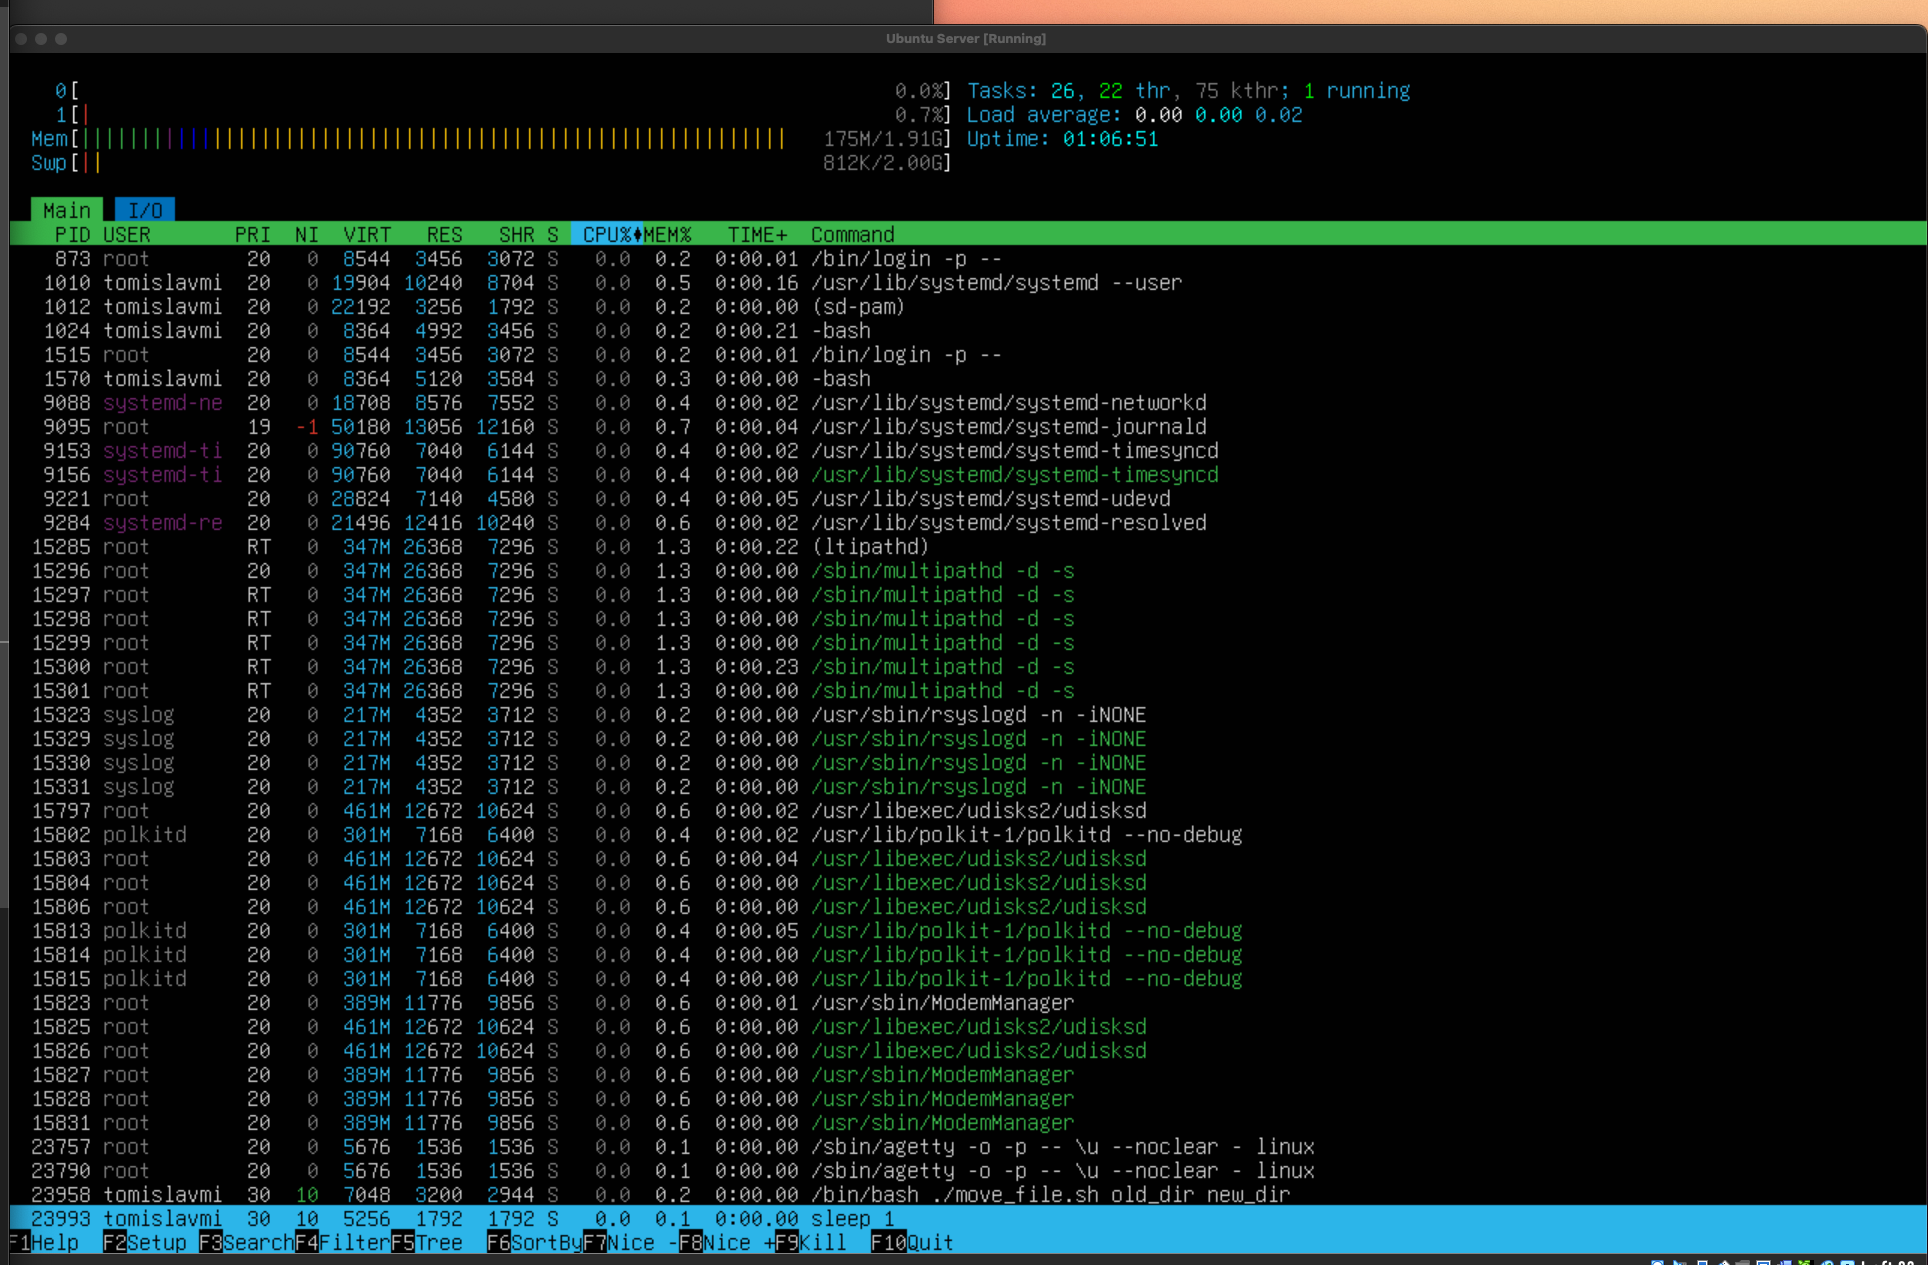 Ubuntu Server [Running]
0[ 0.0%] Tasks: 26, 22 thr, 75 kthr; 1 running
1[| 0.7%] Load average: 0.00 0.00 0.02
Mem[||||||||||||||||||||||||||||||||||||||||||||||||||||||||||| 175M/1.91G] Uptime: 01:06:51
Swp[|| 812K/2.00G]
Main I/O
PID USER PRI NI VIRT RES SHR S CPU%♦MEM% TIME+ Command
873 root 20 0 8544 3456 3072 S 0.0 0.2 0:00.01 /bin/login -p --
1010 tomislavmi 20 0 19904 10240 8704 S 0.0 0.5 0:00.16 /usr/lib/systemd/systemd --user
1012 tomislavmi 20 0 22192 3256 1792 S 0.0 0.2 0:00.00 (sd-pam)
1024 tomislavmi 20 0 8364 4992 3456 S 0.0 0.2 0:00.21 -bash
1515 root 20 0 8544 3456 3072 S 0.0 0.2 0:00.01 /bin/login -p --
1570 tomislavmi 20 0 8364 5120 3584 S 0.0 0.3 0:00.00 -bash
9088 systemd-ne 20 0 18708 8576 7552 S 0.0 0.4 0:00.02 /usr/lib/systemd/systemd-networkd
9095 root 19 -1 50180 13056 12160 S 0.0 0.7 0:00.04 /usr/lib/systemd/systemd-journald
9153 systemd-ti 20 0 90760 7040 6144 S 0.0 0.4 0:00.02 /usr/lib/systemd/systemd-timesyncd
9156 systemd-ti 20 0 90760 7040 6144 S 0.0 0.4 0:00.00 /usr/lib/systemd/systemd-timesyncd
9221 root 20 0 28824 7140 4580 S 0.0 0.4 0:00.05 /usr/lib/systemd/systemd-udevd
9284 systemd-re 20 0 21496 12416 10240 S 0.0 0.6 0:00.02 /usr/lib/systemd/systemd-resolved
15285 root RT 0 347M 26368 7296 S 0.0 1.3 0:00.22 (ltipathd)
15296 root 20 0 347M 26368 7296 S 0.0 1.3 0:00.00 /sbin/multipathd -d -s
15297 root RT 0 347M 26368 7296 S 0.0 1.3 0:00.00 /sbin/multipathd -d -s
15298 root RT 0 347M 26368 7296 S 0.0 1.3 0:00.00 /sbin/multipathd -d -s
15299 root RT 0 347M 26368 7296 S 0.0 1.3 0:00.00 /sbin/multipathd -d -s
15300 root RT 0 347M 26368 7296 S 0.0 1.3 0:00.23 /sbin/multipathd -d -s
15301 root RT 0 347M 26368 7296 S 0.0 1.3 0:00.00 /sbin/multipathd -d -s
15323 syslog 20 0 217M 4352 3712 S 0.0 0.2 0:00.00 /usr/sbin/rsyslogd -n -iNONE
15329 syslog 20 0 217M 4352 3712 S 0.0 0.2 0:00.00 /usr/sbin/rsyslogd -n -iNONE
15330 syslog 20 0 217M 4352 3712 S 0.0 0.2 0:00.00 /usr/sbin/rsyslogd -n -iNONE
15331 syslog 20 0 217M 4352 3712 S 0.0 0.2 0:00.00 /usr/sbin/rsyslogd -n -iNONE
15797 root 20 0 461M 12672 10624 S 0.0 0.6 0:00.02 /usr/libexec/udisks2/udisksd
15802 polkitd 20 0 301M 7168 6400 S 0.0 0.4 0:00.02 /usr/lib/polkit-1/polkitd --no-debug
15803 root 20 0 461M 12672 10624 S 0.0 0.6 0:00.04 /usr/libexec/udisks2/udisksd
15804 root 20 0 461M 12672 10624 S 0.0 0.6 0:00.00 /usr/libexec/udisks2/udisksd
15806 root 20 0 461M 12672 10624 S 0.0 0.6 0:00.00 /usr/libexec/udisks2/udisksd
15813 polkitd 20 0 301M 7168 6400 S 0.0 0.4 0:00.05 /usr/lib/polkit-1/polkitd --no-debug
15814 polkitd 20 0 301M 7168 6400 S 0.0 0.4 0:00.00 /usr/lib/polkit-1/polkitd --no-debug
15815 polkitd 20 0 301M 7168 6400 S 0.0 0.4 0:00.00 /usr/lib/polkit-1/polkitd --no-debug
15823 root 20 0 389M 11776 9856 S 0.0 0.6 0:00.01 /usr/sbin/ModemManager
15825 root 20 0 461M 12672 10624 S 0.0 0.6 0:00.00 /usr/libexec/udisks2/udisksd
15826 root 20 0 461M 12672 10624 S 0.0 0.6 0:00.00 /usr/libexec/udisks2/udisksd
15827 root 20 0 389M 11776 9856 S 0.0 0.6 0:00.00 /usr/sbin/ModemManager
15828 root 20 0 389M 11776 9856 S 0.0 0.6 0:00.00 /usr/sbin/ModemManager
15831 root 20 0 389M 11776 9856 S 0.0 0.6 0:00.00 /usr/sbin/ModemManager
23757 root 20 0 5676 1536 1536 S 0.0 0.1 0:00.00 /sbin/agetty -o -p -- \u --noclear - linux
23790 root 20 0 5676 1536 1536 S 0.0 0.1 0:00.00 /sbin/agetty -o -p -- \u --noclear - linux
23958 tomislavmi 30 10 7048 3200 2944 S 0.0 0.2 0:00.00 /bin/bash ./move_file.sh old_dir new_dir
23993 tomislavmi 30 10 5256 1792 1792 S 0.0 0.1 0:00.00 sleep 1
F1Help F2Setup F3SearchF4FilterF5Tree F6SortByF7Nice -F8Nice +F9Kill F10Quit